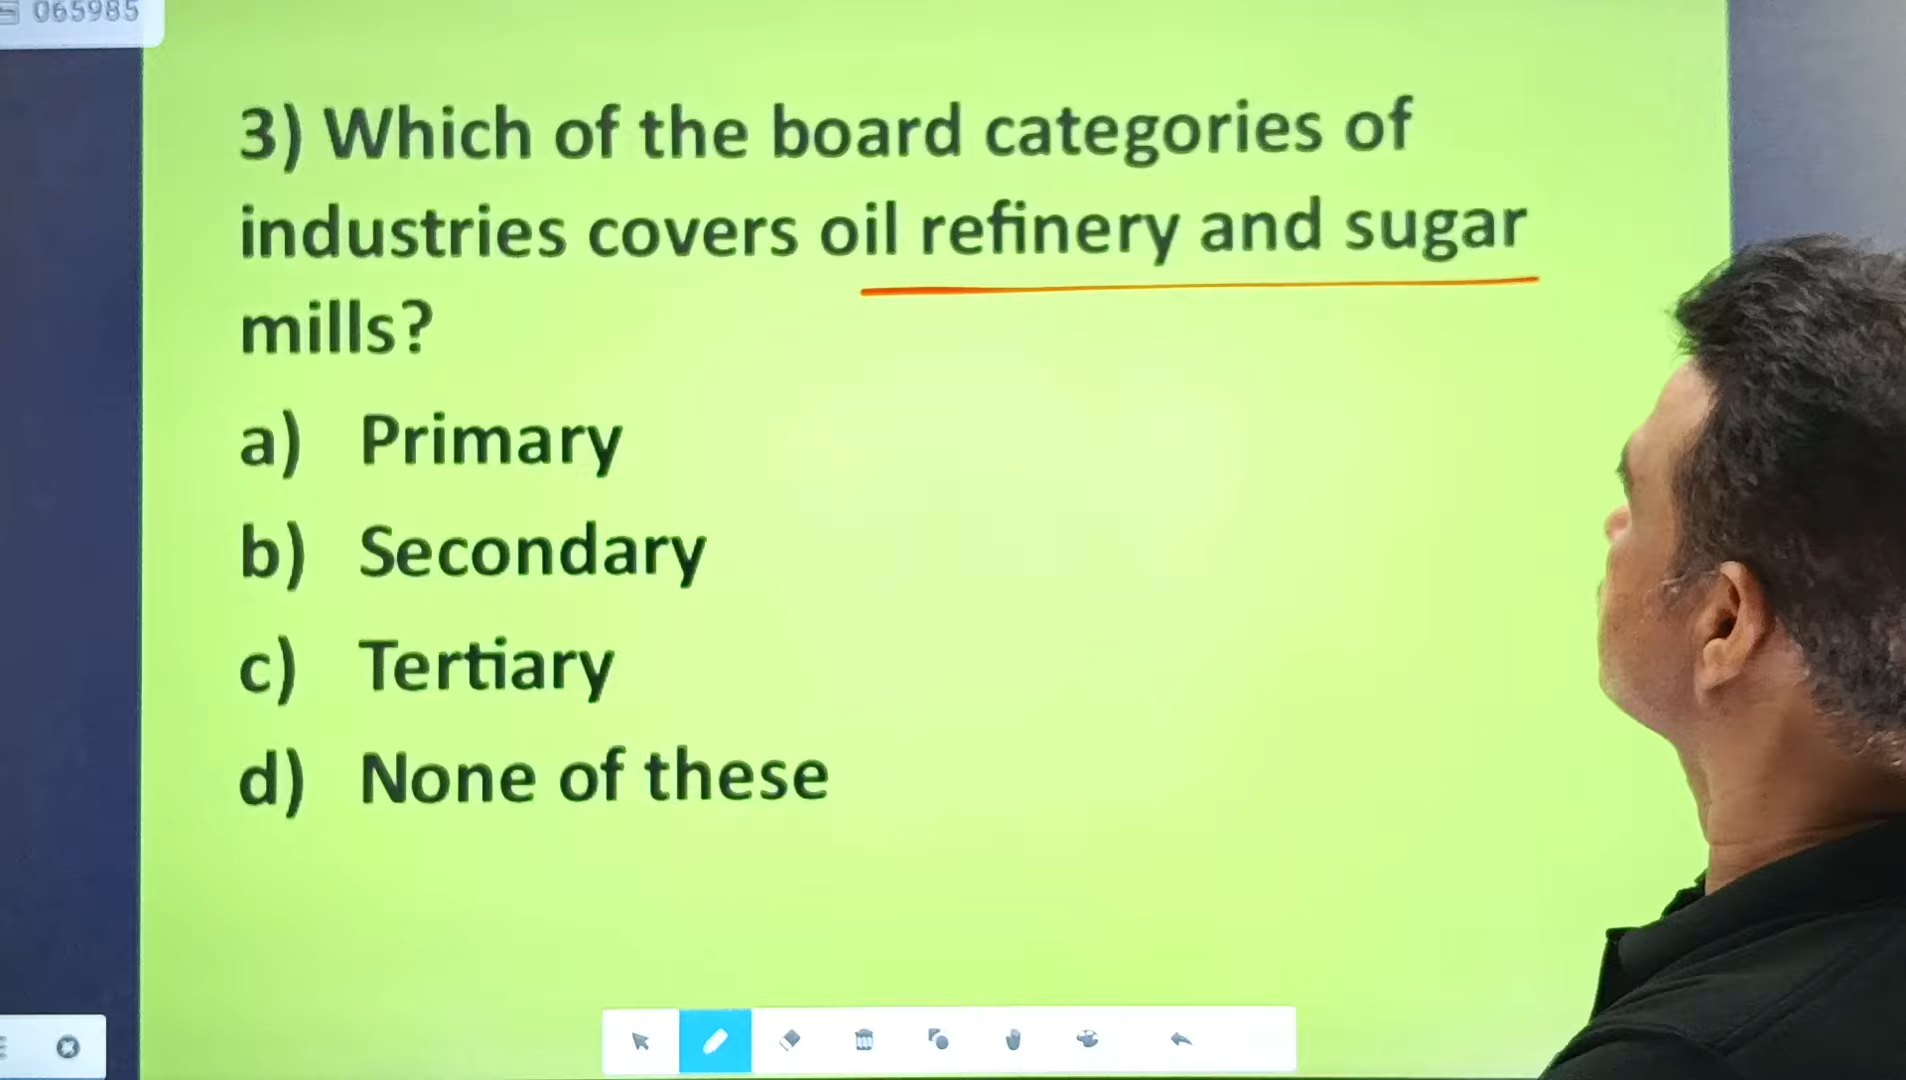 065985
3) Which of the board categories of
industries covers oil refinery and sugar
mills?
a) Primary
b) Secondary
c) Tertiary
d) None of these